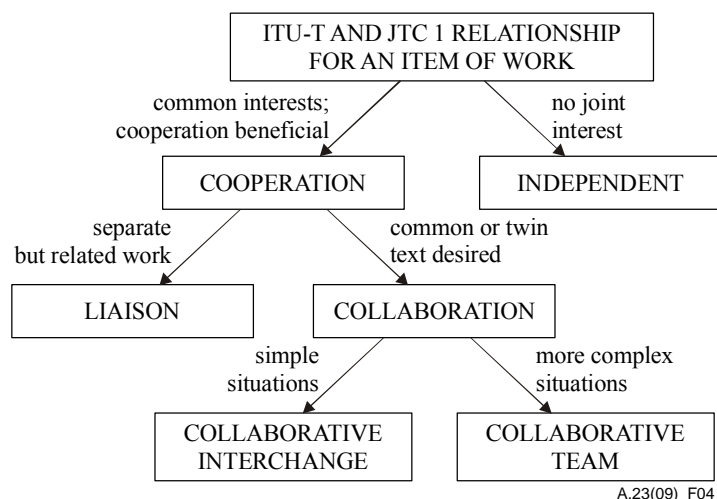 ITU-T AND JTC 1 RELATIONSHIP
FOR AN ITEM OF WORK
common interests;
cooperation beneficial
no joint
interest
COOPERATION
INDEPENDENT
separate
but related work
common or twin
text desired
LIAISON
COLLABORATION
simple
situations
more complex
situations
COLLABORATIVE
INTERCHANGE
COLLABORATIVE
TEAM
A.23(09)_F04